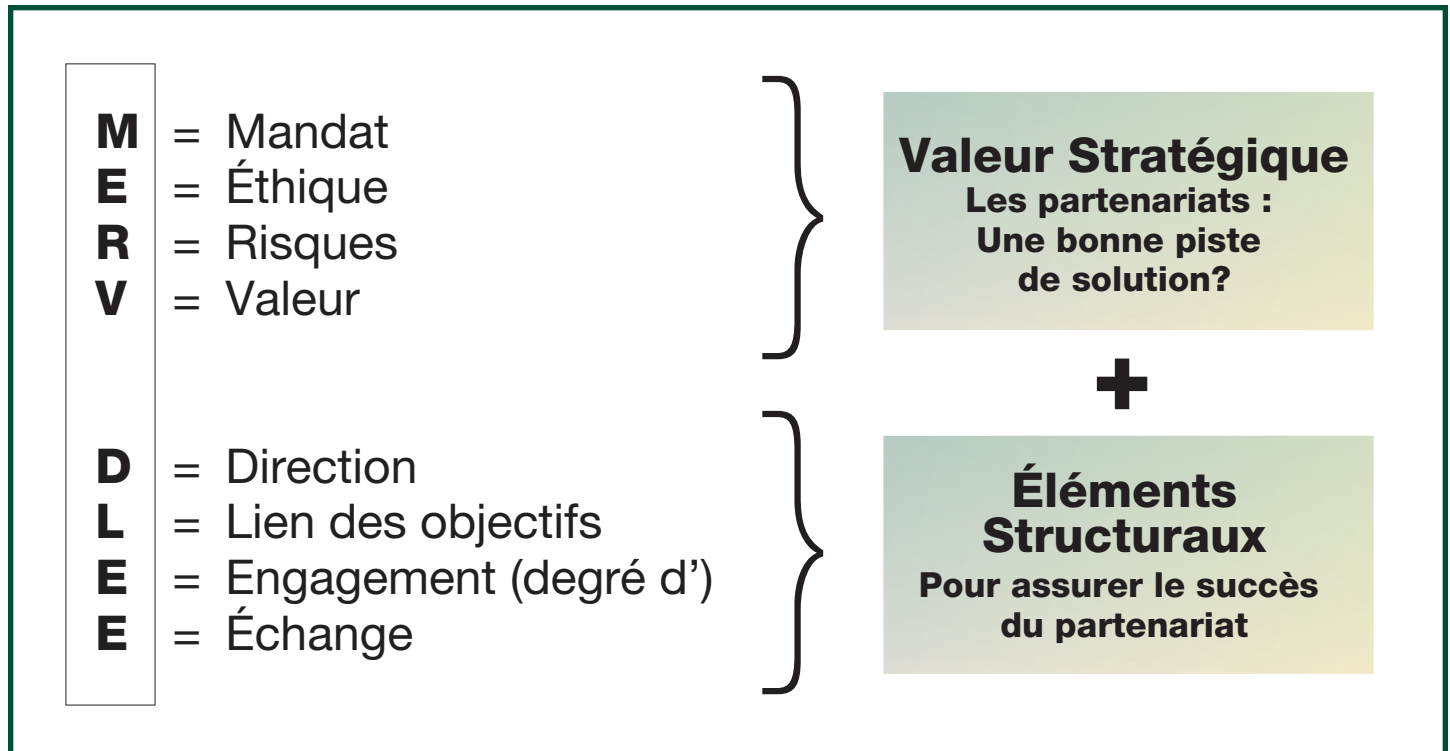 M = Mandat
E = Éthique
R = Risques
V = Valeur
Valeur Stratégique
Les partenariats :
Une bonne piste
de solution?
+
D = Direction
L = Lien des objectifs
E = Engagement (degré d’)
E = Échange
Éléments
Structuraux
Pour assurer le succès
du partenariat